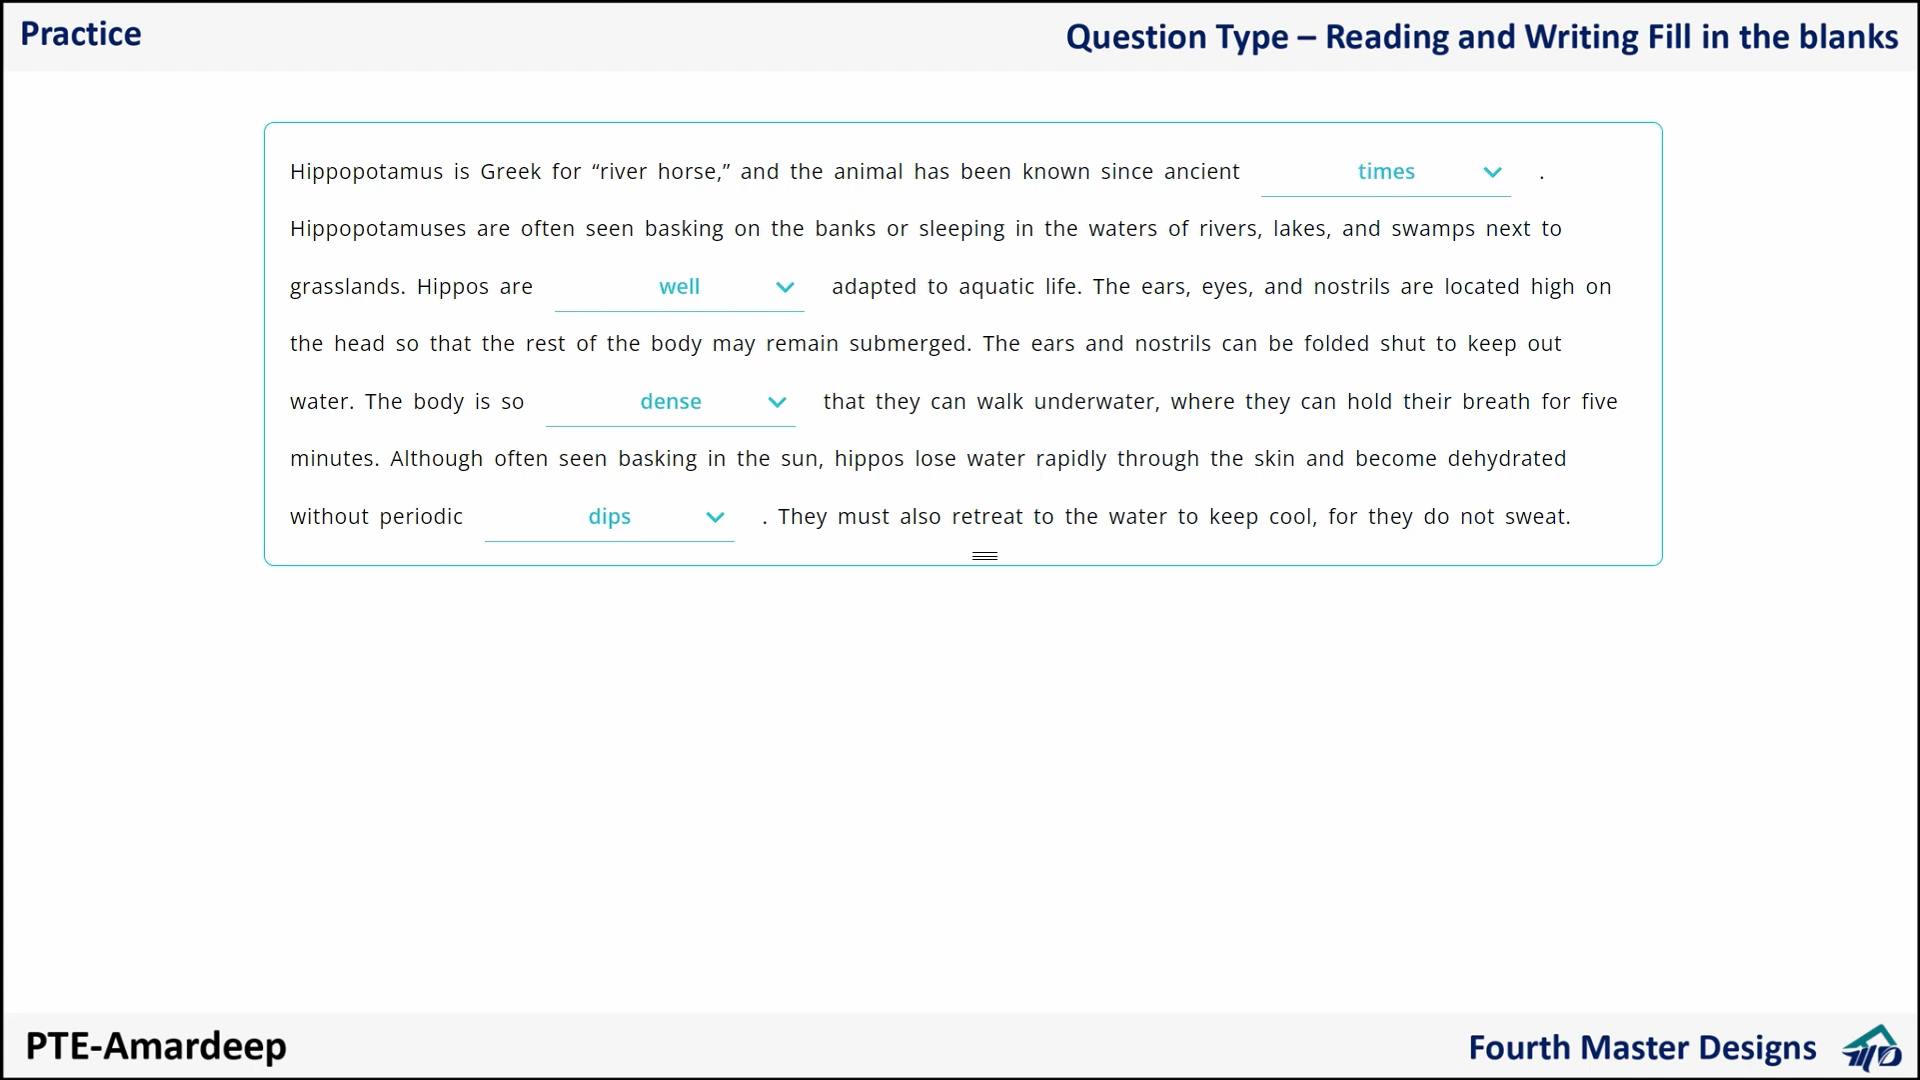 Practice
Question Type – Reading and Writing Fill in the blanks
Hippopotamus is Greek for “river horse,” and the animal has been known since ancient times .
Hippopotamuses are often seen basking on the banks or sleeping in the waters of rivers, lakes, and swamps next to
grasslands. Hippos are well adapted to aquatic life. The ears, eyes, and nostrils are located high on
the head so that the rest of the body may remain submerged. The ears and nostrils can be folded shut to keep out
water. The body is so dense that they can walk underwater, where they can hold their breath for five
minutes. Although often seen basking in the sun, hippos lose water rapidly through the skin and become dehydrated
without periodic dips . They must also retreat to the water to keep cool, for they do not sweat.
PTE-Amardeep
Fourth Master Designs